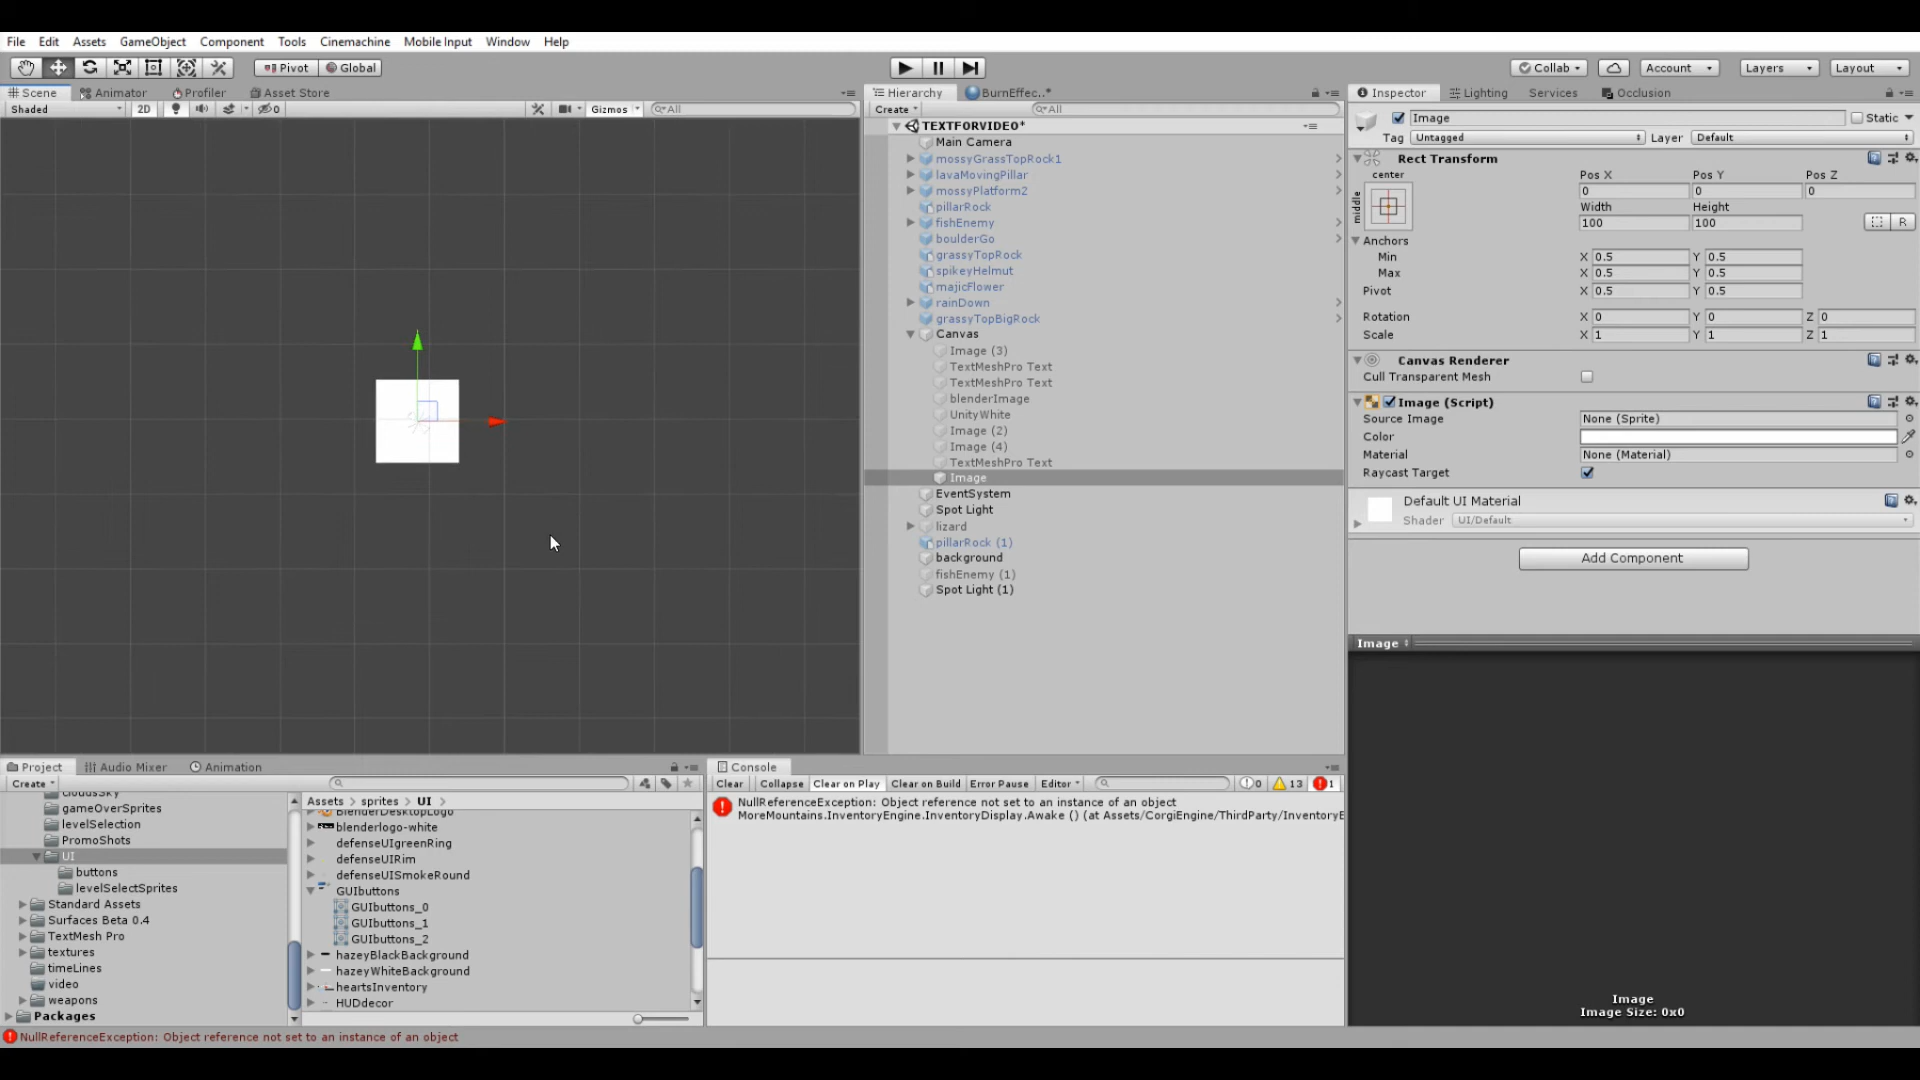 File Edit Assets GameObject Component Tools Cinemachine Mobile Input Window Help
Pivot Global Collab Account Layers Layout
Scene Animator Profiler Asset Store
Shaded 2D 0 Gizmos All
Hierarchy BurnEffec..*
Create All
TEXTFORVIDEO*
Main Camera
mossyGrassTopRock1
lavaMovingPillar
mossyPlatform2
pillarRock
fishEnemy
boulderGo
grassyTopRock
spikeyHelmut
majicFlower
rainDown
grassyTopBigRock
Canvas
Image (3)
TextMeshPro Text
TextMeshPro Text
blenderImage
UnityWhite
Image (2)
Image (4)
TextMeshPro Text
Image
EventSystem
Spot Light
lizard
pillarRock (1)
background
fishEnemy (1)
Spot Light (1)
Inspector Lighting Services Occlusion
Image Static
Tag Untagged Layer Default
Rect Transform
center Pos X Pos Y Pos Z
middle 0 0 0
Width Height
100 100 R
Anchors
Min X 0.5 Y 0.5
Max X 0.5 Y 0.5
Pivot X 0.5 Y 0.5
Rotation X 0 Y 0 Z 0
Scale X 1 Y 1 Z 1
Canvas Renderer
Cull Transparent Mesh
Image (Script)
Source Image None (Sprite)
Color
Material None (Material)
Raycast Target
Default UI Material
Shader UI/Default
Add Component
Image
Image
Image Size: 0x0
Project Audio Mixer Animation
Create
cloudsSky
gameOverSprites
levelSelection
PromoShots
UI
buttons
levelSelectSprites
Standard Assets
Surfaces Beta 0.4
TextMesh Pro
textures
timeLines
video
weapons
Packages
Assets sprites UI
BlenderDesktopLogo
blenderlogo-white
defenseUIgreenRing
defenseUIRim
defenseUISmokeRound
GUIbuttons
GUIbuttons_0
GUIbuttons_1
GUIbuttons_2
hazeyBlackBackground
hazeyWhiteBackground
heartsInventory
HUDdecor
Console
Clear Collapse Clear on Play Clear on Build Error Pause Editor 0 13 1
NullReferenceException: Object reference not set to an instance of an object
MoreMountains.InventoryEngine.InventoryDisplay.Awake () (at Assets/CorgiEngine/ThirdParty/InventoryE
NullReferenceException: Object reference not set to an instance of an object